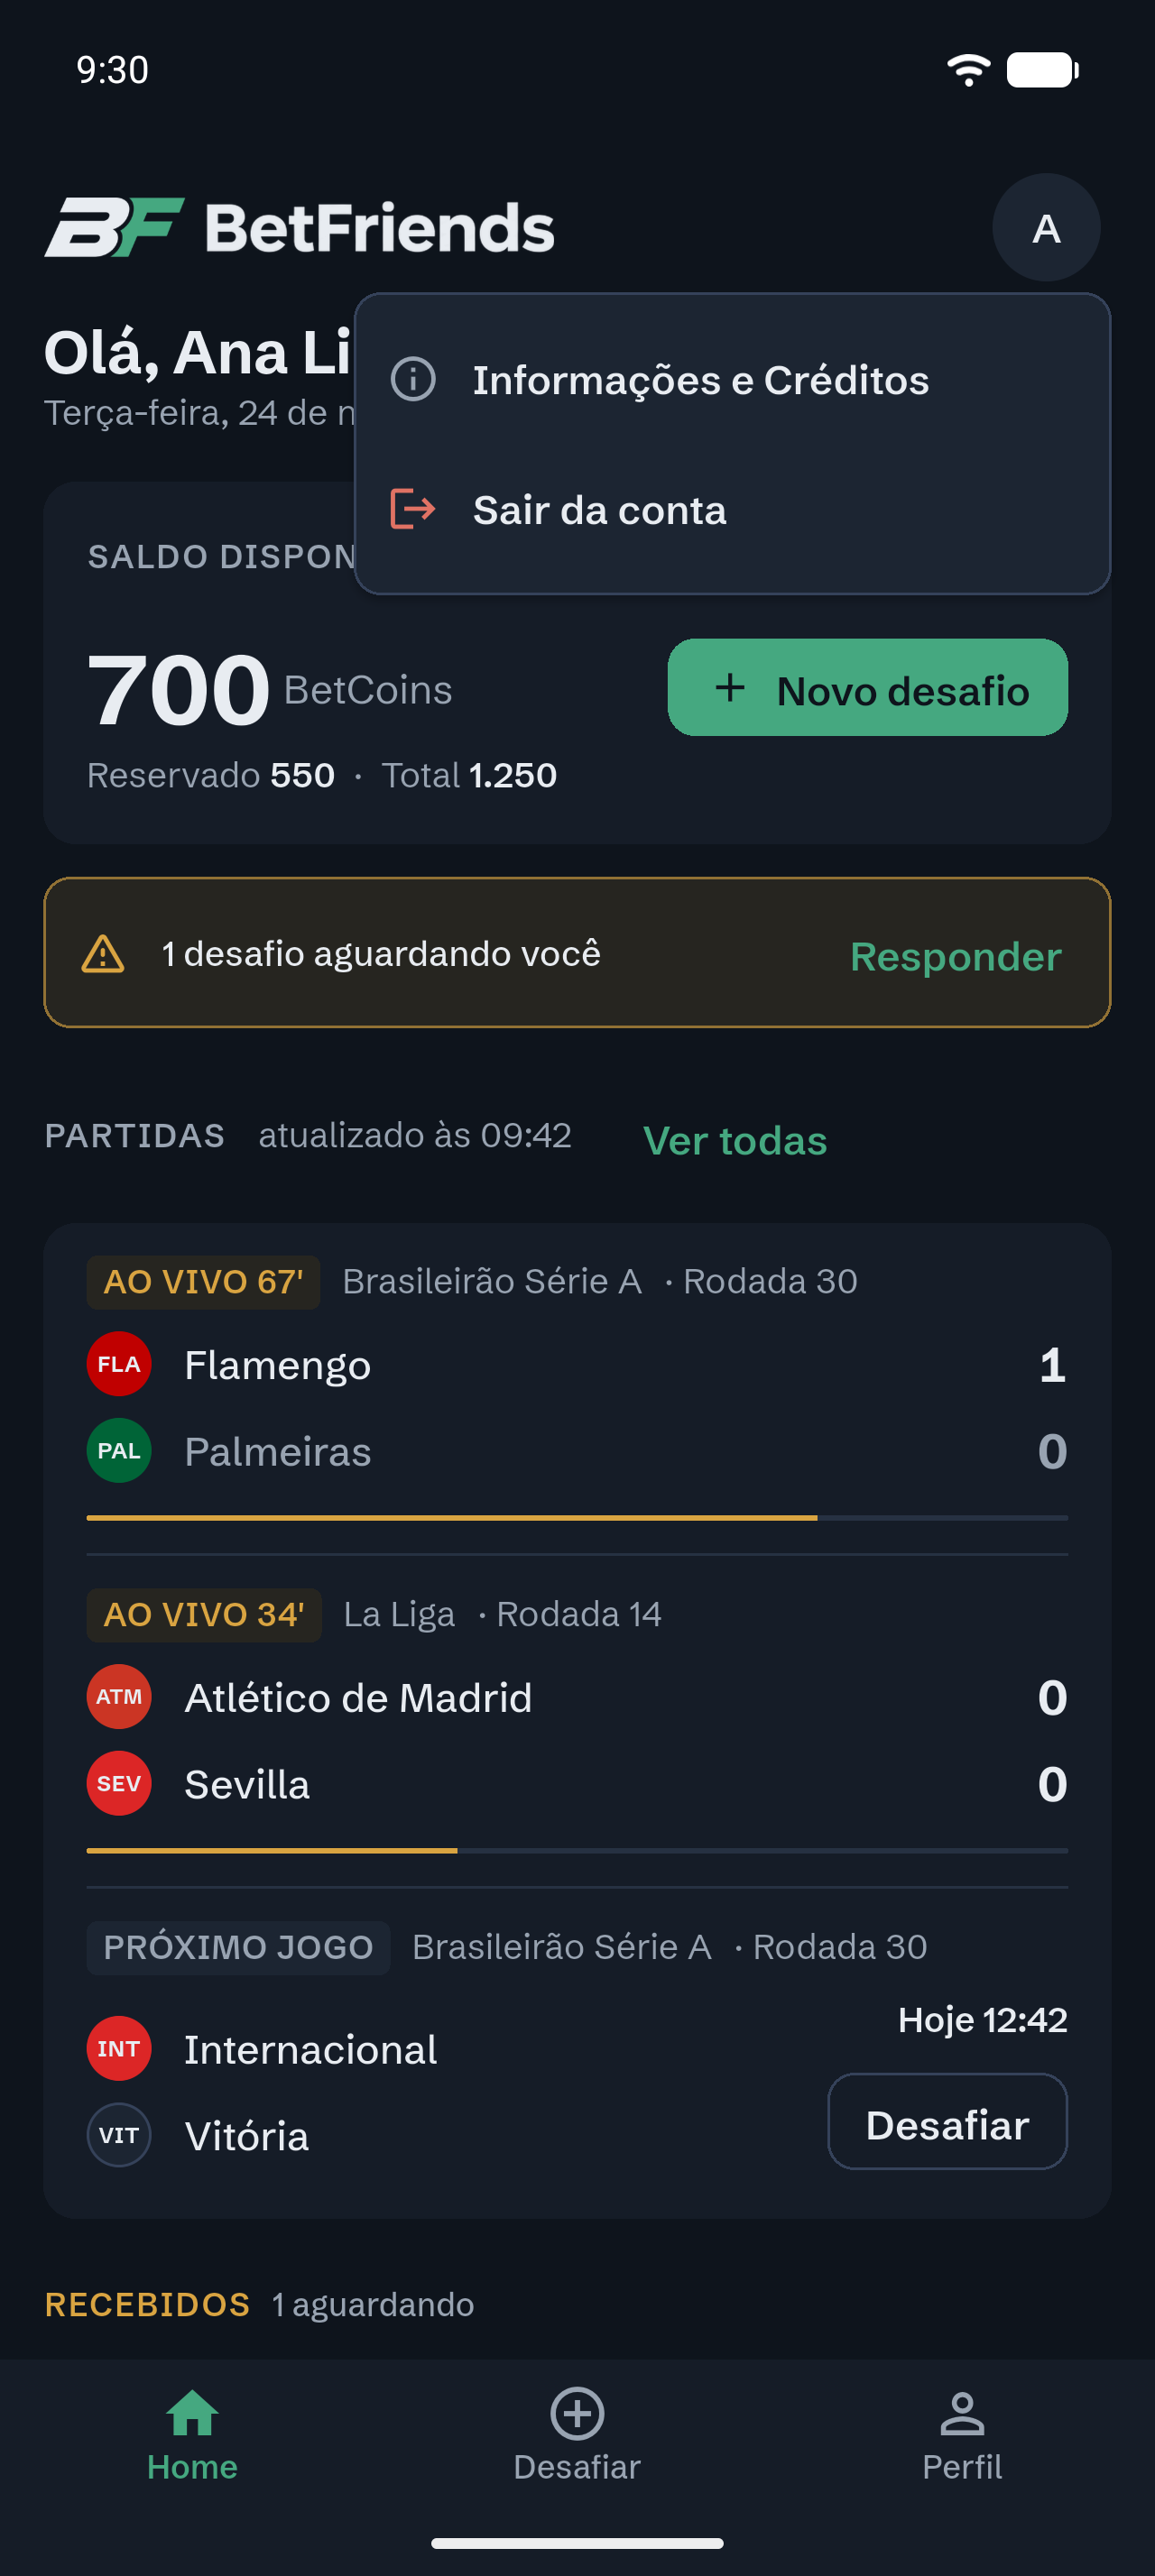 9:30
BF BetFriends
A
Olá, Ana Li
Informações e Créditos
Terça-feira, 24 de
Sair da conta
SALDO DISPON
700 BetCoins
+ Novo desafio
Reservado 550 · Total 1.250
1 desafio aguardando você
Responder
PARTIDAS atualizado às 09:42 Ver todas
AO VIVO 67' Brasileirão Série A · Rodada 30
FLA Flamengo 1
PAL Palmeiras 0
AO VIVO 34' La Liga · Rodada 14
ATM Atlético de Madrid 0
SEV Sevilla 0
PRÓXIMO JOGO Brasileirão Série A · Rodada 30
Hoje 12:42
INT Internacional
Desafiar
VIT Vitória
RECEBIDOS 1 aguardando
Home Desafiar Perfil